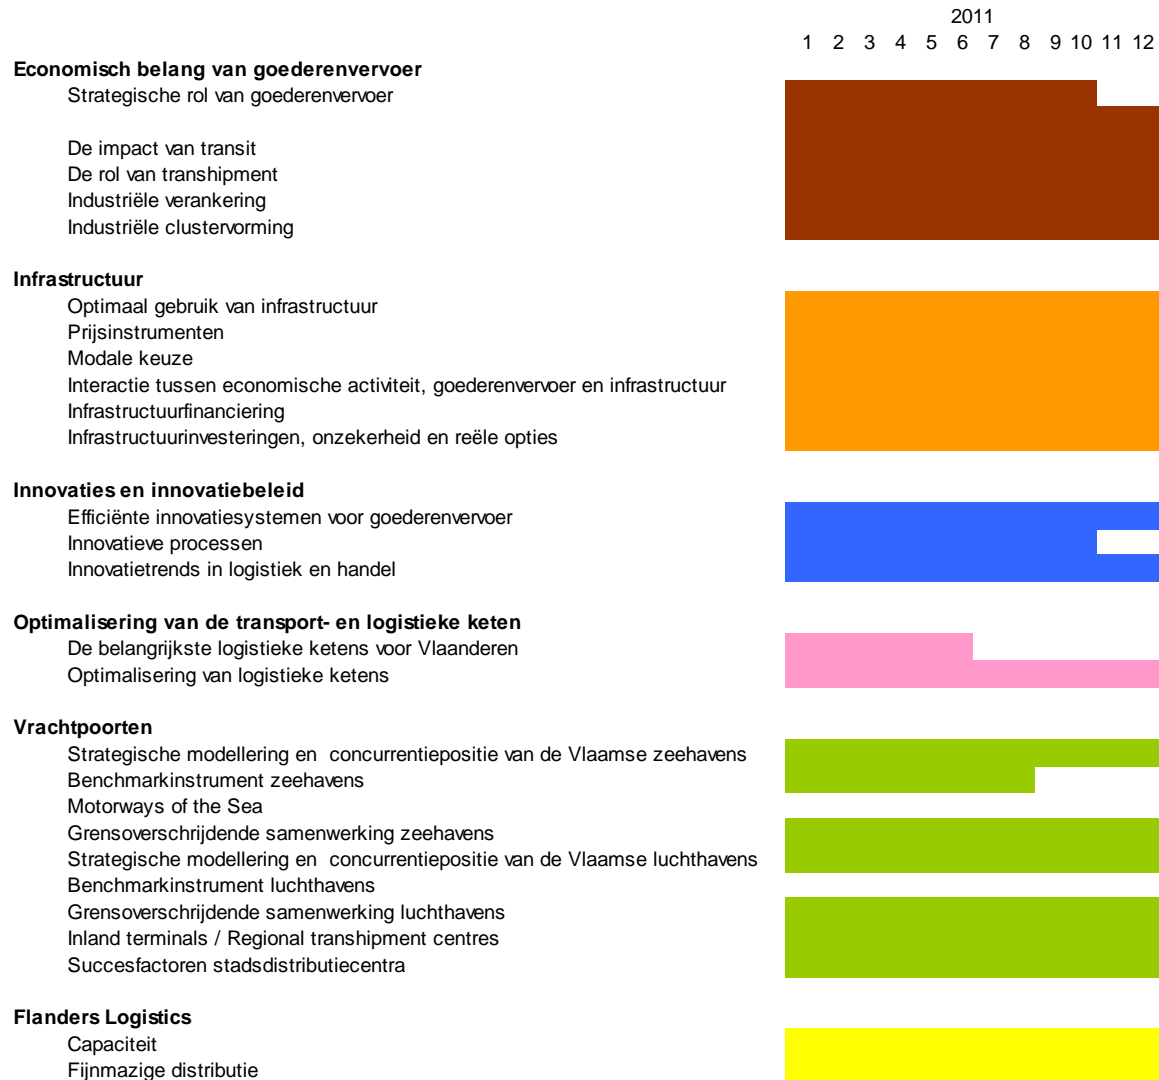 2011
1 2 3 4 5 6 7 8 9 10 11 12
Economisch belang van goederenvervoer
Strategische rol van goederenvervoer
De impact van transit
De rol van transhipment
Industriële verankering
Industriële clustervorming
Infrastructuur
Optimaal gebruik van infrastructuur
Prijsinstrumenten
Modale keuze
Interactie tussen economische activiteit, goederenvervoer en infrastructuur
Infrastructuurfinanciering
Infrastructuurinvesteringen, onzekerheid en reële opties
Innovaties en innovatiebeleid
Efficiënte innovatiesystemen voor goederenvervoer
Innovatieve processen
Innovatietrends in logistiek en handel
Optimalisering van de transport- en logistieke keten
De belangrijkste logistieke ketens voor Vlaanderen
Optimalisering van logistieke ketens
Vrachtpoorten
Strategische modellering en concurrentiepositie van de Vlaamse zeehavens
Benchmarkinstrument zeehavens
Motorways of the Sea
Grensoverschrijdende samenwerking zeehavens
Strategische modellering en concurrentiepositie van de Vlaamse luchthavens
Benchmarkinstrument luchthavens
Grensoverschrijdende samenwerking luchthavens
Inland terminals / Regional transhipment centres
Succesfactoren stadsdistributiecentra
Flanders Logistics
Capaciteit
Fijnmazige distributie